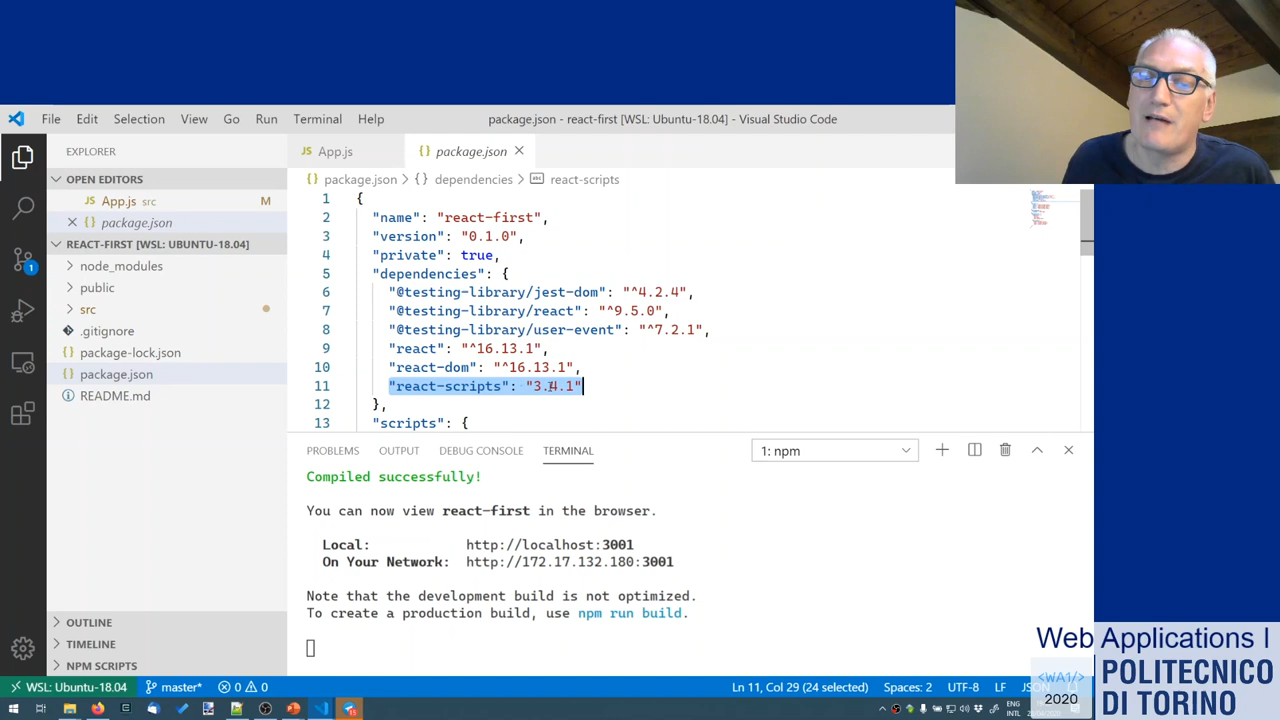 File Edit Selection View Go Run Terminal Help
package.json - react-first [WSL: Ubuntu-18.04] - Visual Studio Code
EXPLORER
OPEN EDITORS
App.js src M
package.json
REACT-FIRST [WSL: UBUNTU-18.04]
node_modules
public
src
.gitignore
package-lock.json
package.json
README.md
OUTLINE
TIMELINE
NPM SCRIPTS
1
JS App.js {} package.json
{} package.json > {} dependencies > abc react-scripts
1 {
2 "name": "react-first",
3 "version": "0.1.0",
4 "private": true,
5 "dependencies": {
6 "@testing-library/jest-dom": "^4.2.4",
7 "@testing-library/react": "^9.5.0",
8 "@testing-library/user-event": "^7.2.1",
9 "react": "^16.13.1",
10 "react-dom": "^16.13.1",
11 "react-scripts": "3.4.1"
12 },
13 "scripts": {
PROBLEMS OUTPUT DEBUG CONSOLE TERMINAL
1: npm
Compiled successfully!
You can now view react-first in the browser.
Local: http://localhost:3001
On Your Network: http://172.17.132.180:3001
Note that the development build is not optimized.
To create a production build, use npm run build.
WSL: Ubuntu-18.04 master* 0 0
Ln 11, Col 29 (24 selected) Spaces: 2 UTF-8 LF JSON
ENG
INTL
Web Applications I
<WA1/>
2020
POLITECNICO
DI TORINO